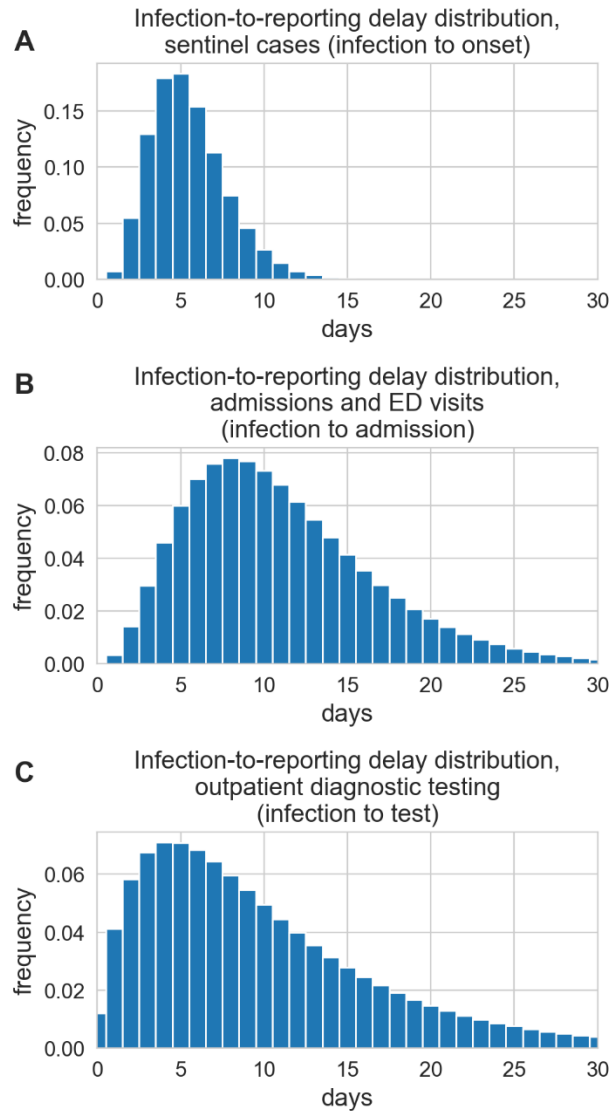 A
Infection-to-reporting delay distribution,
sentinel cases (infection to onset)
frequency
0.15
0.10
0.05
0.00
0 5 10 15 20 25 30
days
B
Infection-to-reporting delay distribution,
admissions and ED visits
(infection to admission)
frequency
0.08
0.06
0.04
0.02
0.00
0 5 10 15 20 25 30
days
C
Infection-to-reporting delay distribution,
outpatient diagnostic testing
(infection to test)
frequency
0.06
0.04
0.02
0.00
0 5 10 15 20 25 30
days